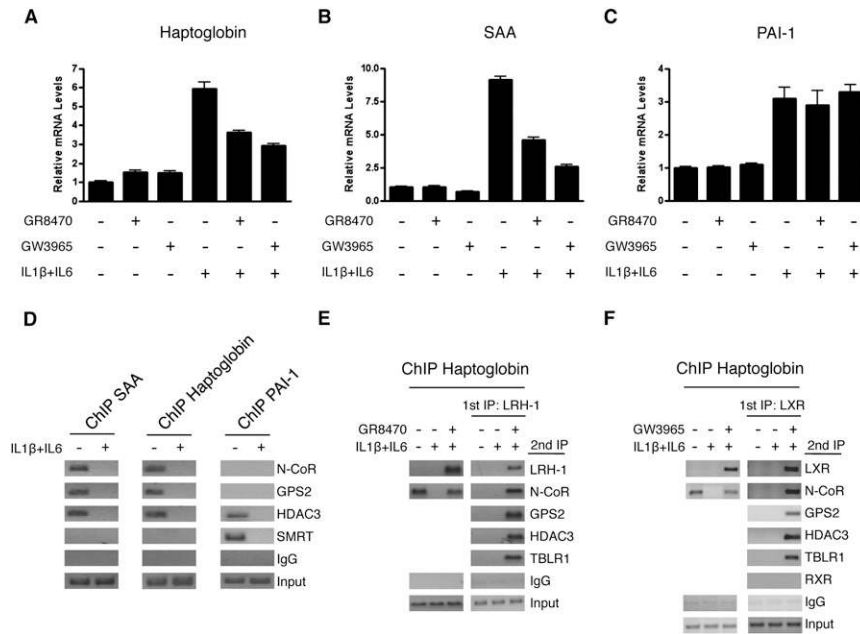 A
Haptoglobin
Relative mRNA Levels
7
6
5
4
3
2
1
0
GR8470 - + - - + -
GW3965 - - + - - +
IL1β+IL6 - - - + + +
B
SAA
Relative mRNA Levels
10.0
7.5
5.0
2.5
0.0
GR8470 - + - - + -
GW3965 - - + - - +
IL1β+IL6 - - - + + +
C
PAI-1
Relative mRNA Levels
4
3
2
1
0
GR8470 - + - - + -
GW3965 - - + - - +
IL1β+IL6 - - - + + +
D
ChIP SAA
ChIP Haptoglobin
ChIP PAI-1
IL1β+IL6 - + - + - +
N-CoR
GPS2
HDAC3
SMRT
IgG
Input
E
ChIP Haptoglobin
1st IP: LRH-1
GR8470 - - + - - +
IL1β+IL6 - + + - + + 2nd IP
LRH-1
N-CoR
GPS2
HDAC3
TBLR1
IgG
Input
F
ChIP Haptoglobin
1st IP: LXR
GW3965 - - + - - +
IL1β+IL6 - + + - + + 2nd IP
LXR
N-CoR
GPS2
HDAC3
TBLR1
RXR
IgG
Input